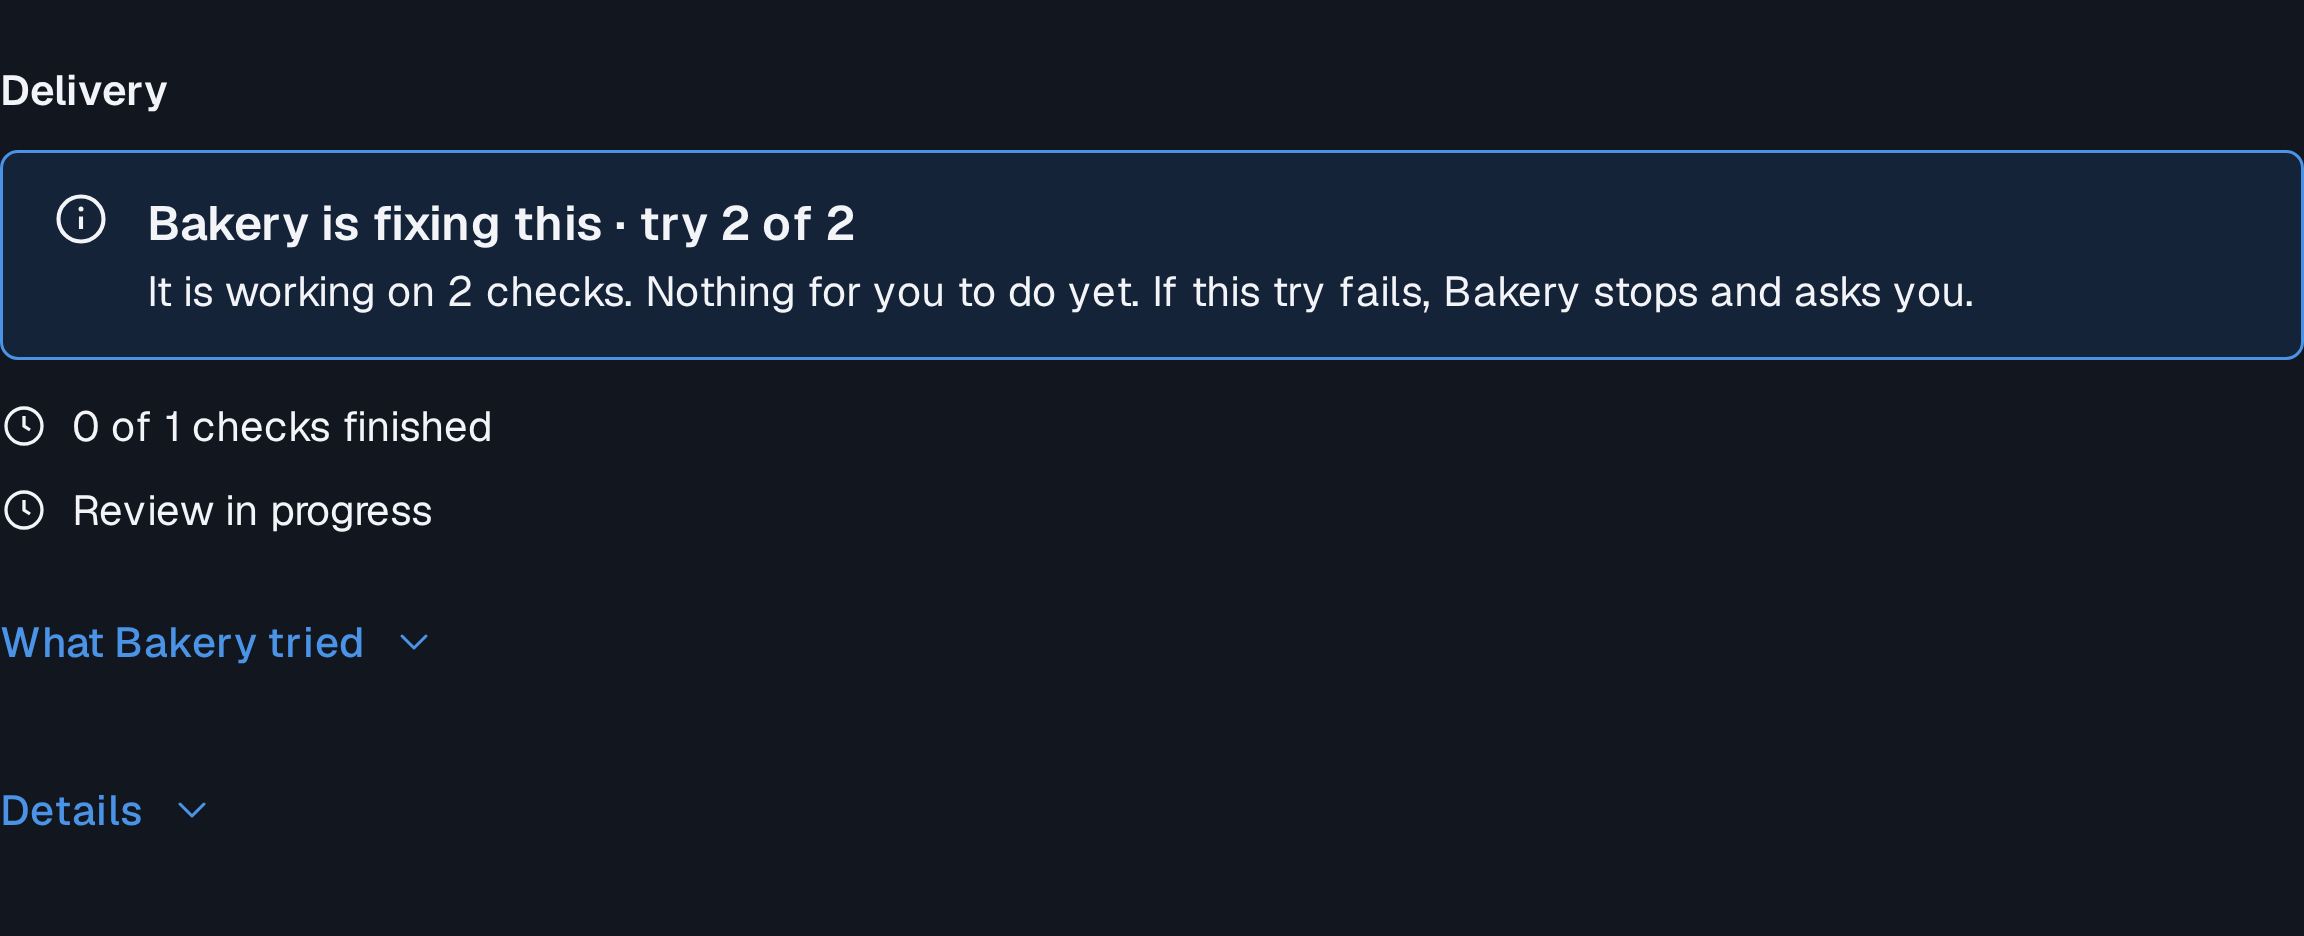 Delivery
Bakery is fixing this · try 2 of 2
It is working on 2 checks. Nothing for you to do yet. If this try fails, Bakery stops and asks you.
0 of 1 checks finished
Review in progress
What Bakery tried
Details